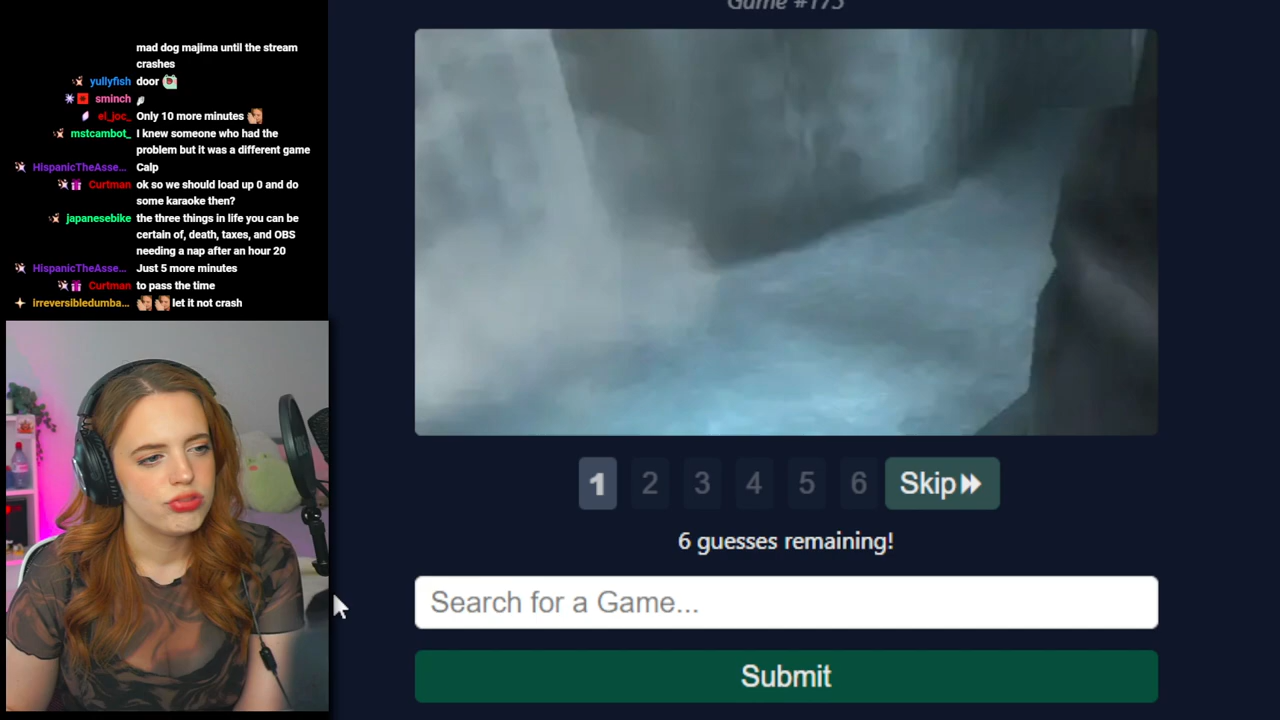 mad dog majima until the stream
crashes
yullyfish door
sminch
el_joc_ Only 10 more minutes
mstcambot_ I knew someone who had the
problem but it was a different game
HispanicTheAsse... Calp
Curtman ok so we should load up 0 and do
some karaoke then?
japanesebike the three things in life you can be
certain of, death, taxes, and OBS
needing a nap after an hour 20
HispanicTheAsse... Just 5 more minutes
Curtman to pass the time
irreversibledumba... let it not crash
Game #175
1 2 3 4 5 6 Skip
6 guesses remaining!
Search for a Game...
Submit